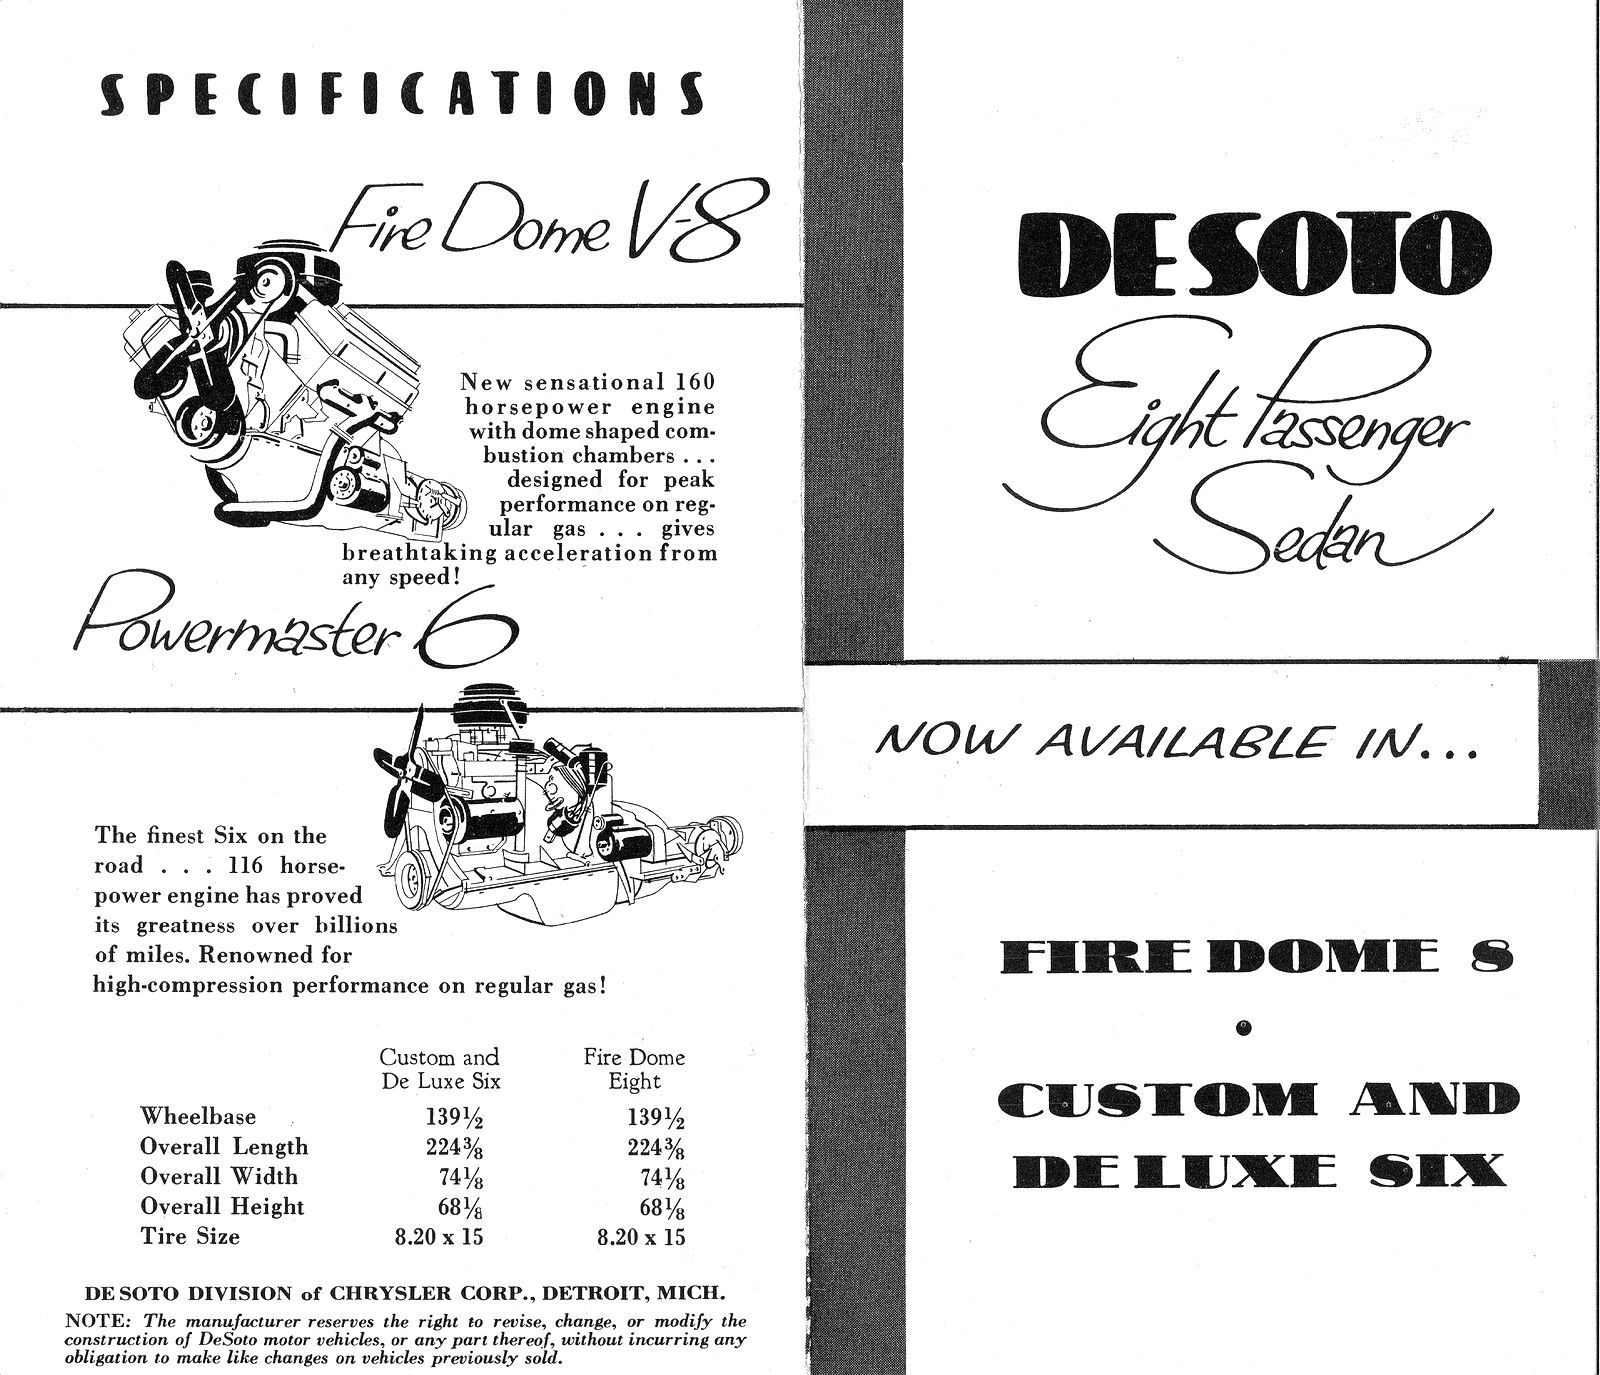 SPECIFICATIONS
Fire Dome V-8
New sensational 160
horsepower engine
with dome shaped com-
bustion chambers . . .
designed for peak
performance on reg-
ular gas . . . gives
breathtaking acceleration from
any speed!
Powermaster 6
The finest Six on the
road . . . 116 horse-
power engine has proved
its greatness over billions
of miles. Renowned for
high-compression performance on regular gas!
Custom and Fire Dome
De Luxe Six Eight
Wheelbase 139½ 139½
Overall Length 224⅜ 224⅜
Overall Width 74⅛ 74⅛
Overall Height 68⅛ 68⅛
Tire Size 8.20 x 15 8.20 x 15
DE SOTO DIVISION of CHRYSLER CORP., DETROIT, MICH.
NOTE: The manufacturer reserves the right to revise, change, or modify the
construction of DeSoto motor vehicles, or any part thereof, without incurring any
obligation to make like changes on vehicles previously sold.
DE SOTO
Eight Passenger
Sedan
NOW AVAILABLE IN...
FIRE DOME 8
•
CUSTOM AND
DE LUXE SIX